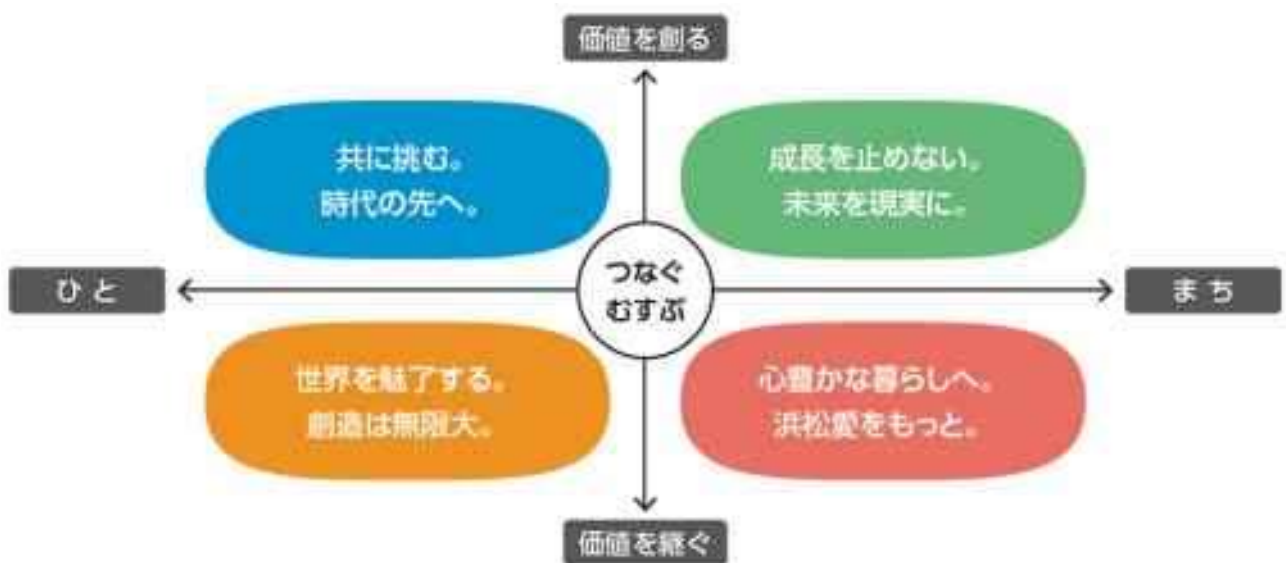 価値を創る
共に挑む。
時代の先へ。
成長を止めない。
未来を現実に。
ひと
つなぐ
むすぶ
まち
世界を魅了する。
創造は無限大。
心豊かな暮らしへ。
浜松愛をもっと。
価値を継ぐ